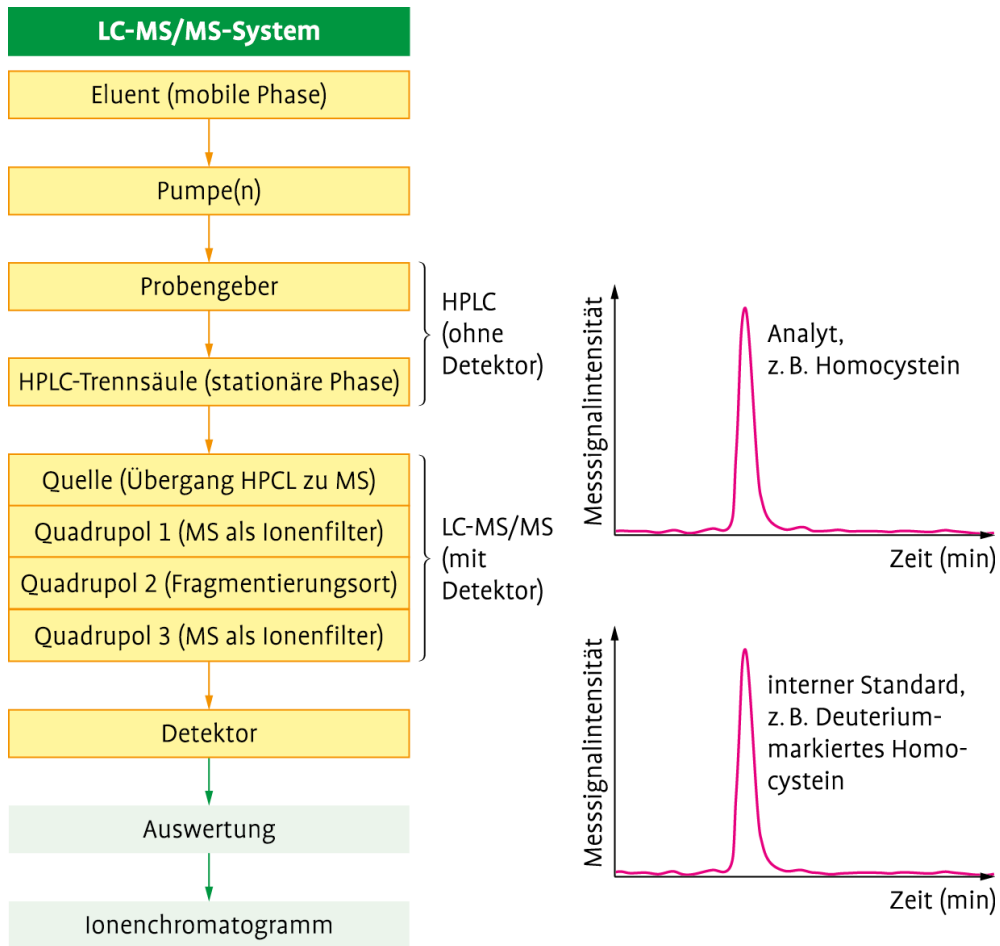 LC-MS/MS-System
Eluent (mobile Phase)
Pumpe(n)
Probengeber
HPLC-Trennsäule (stationäre Phase)
HPLC
(ohne
Detektor)
Quelle (Übergang HPCL zu MS)
Quadrupol 1 (MS als Ionenfilter)
Quadrupol 2 (Fragmentierungsort)
Quadrupol 3 (MS als Ionenfilter)
LC-MS/MS
(mit
Detektor)
Detektor
Auswertung
Ionenchromatogramm
Messsignalintensität
Analyt,
z. B. Homocystein
Zeit (min)
Messsignalintensität
interner Standard,
z. B. Deuterium-
markiertes Homo-
cystein
Zeit (min)